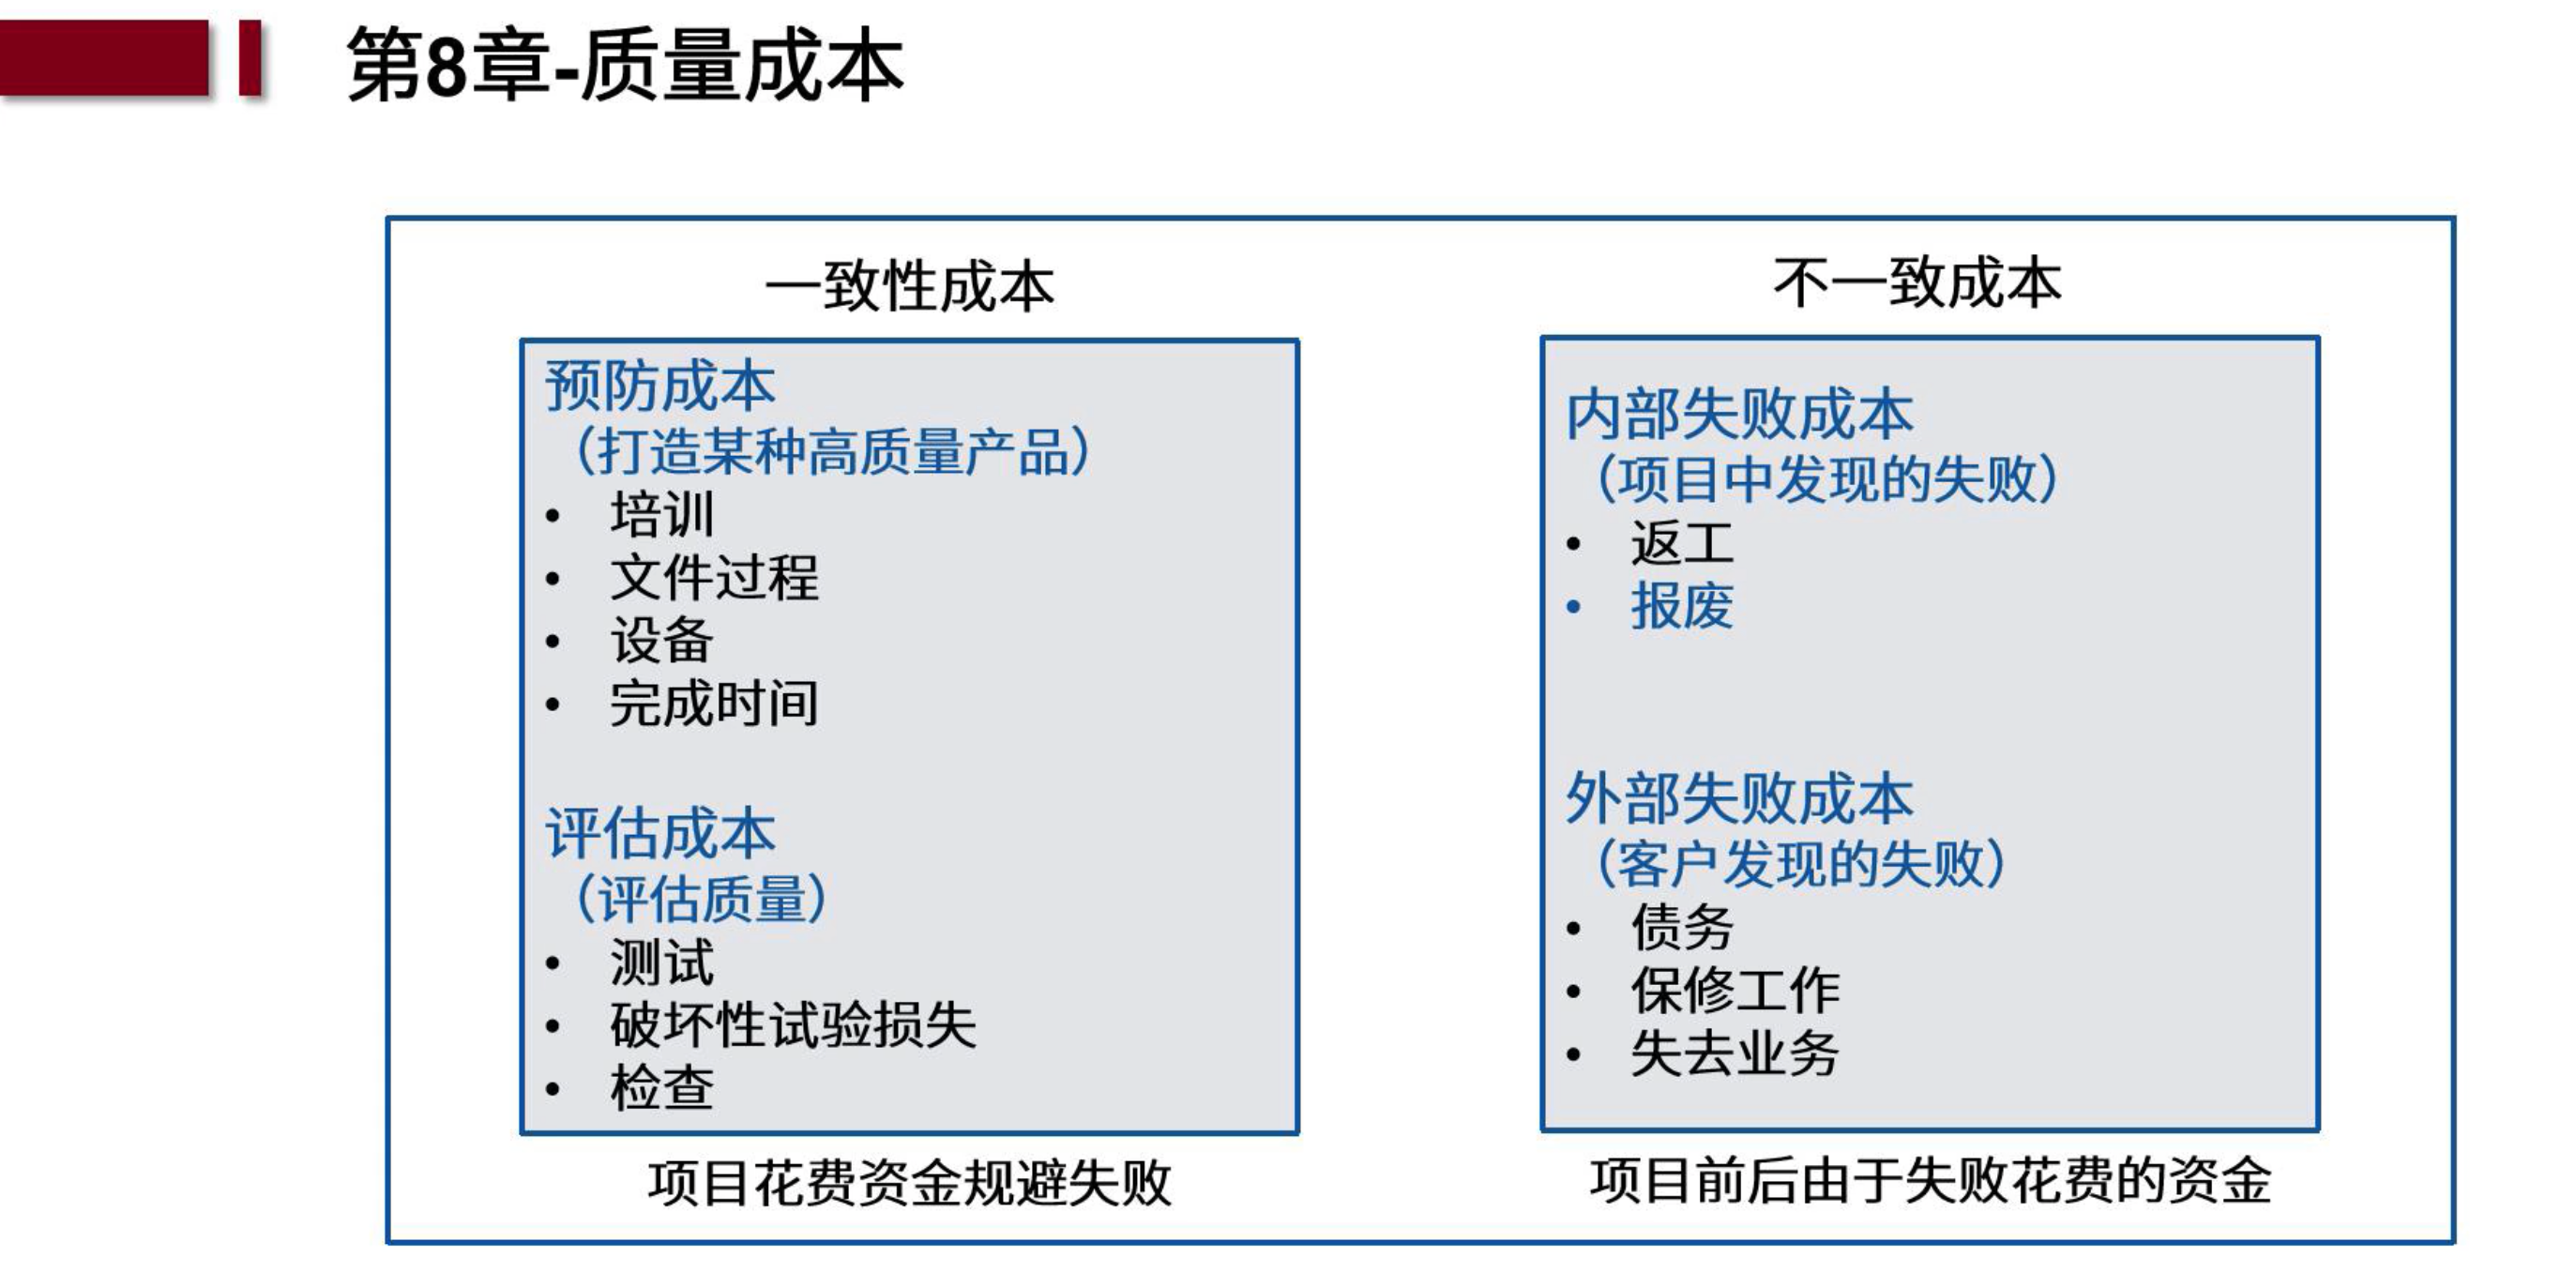 第8章-质量成本
一致性成本
预防成本
（打造某种高质量产品）
• 培训
• 文件过程
• 设备
• 完成时间
评估成本
（评估质量）
• 测试
• 破坏性试验损失
• 检查
项目花费资金规避失败
不一致成本
内部失败成本
（项目中发现的失败）
• 返工
• 报废
外部失败成本
（客户发现的失败）
• 债务
• 保修工作
• 失去业务
项目前后由于失败花费的资金